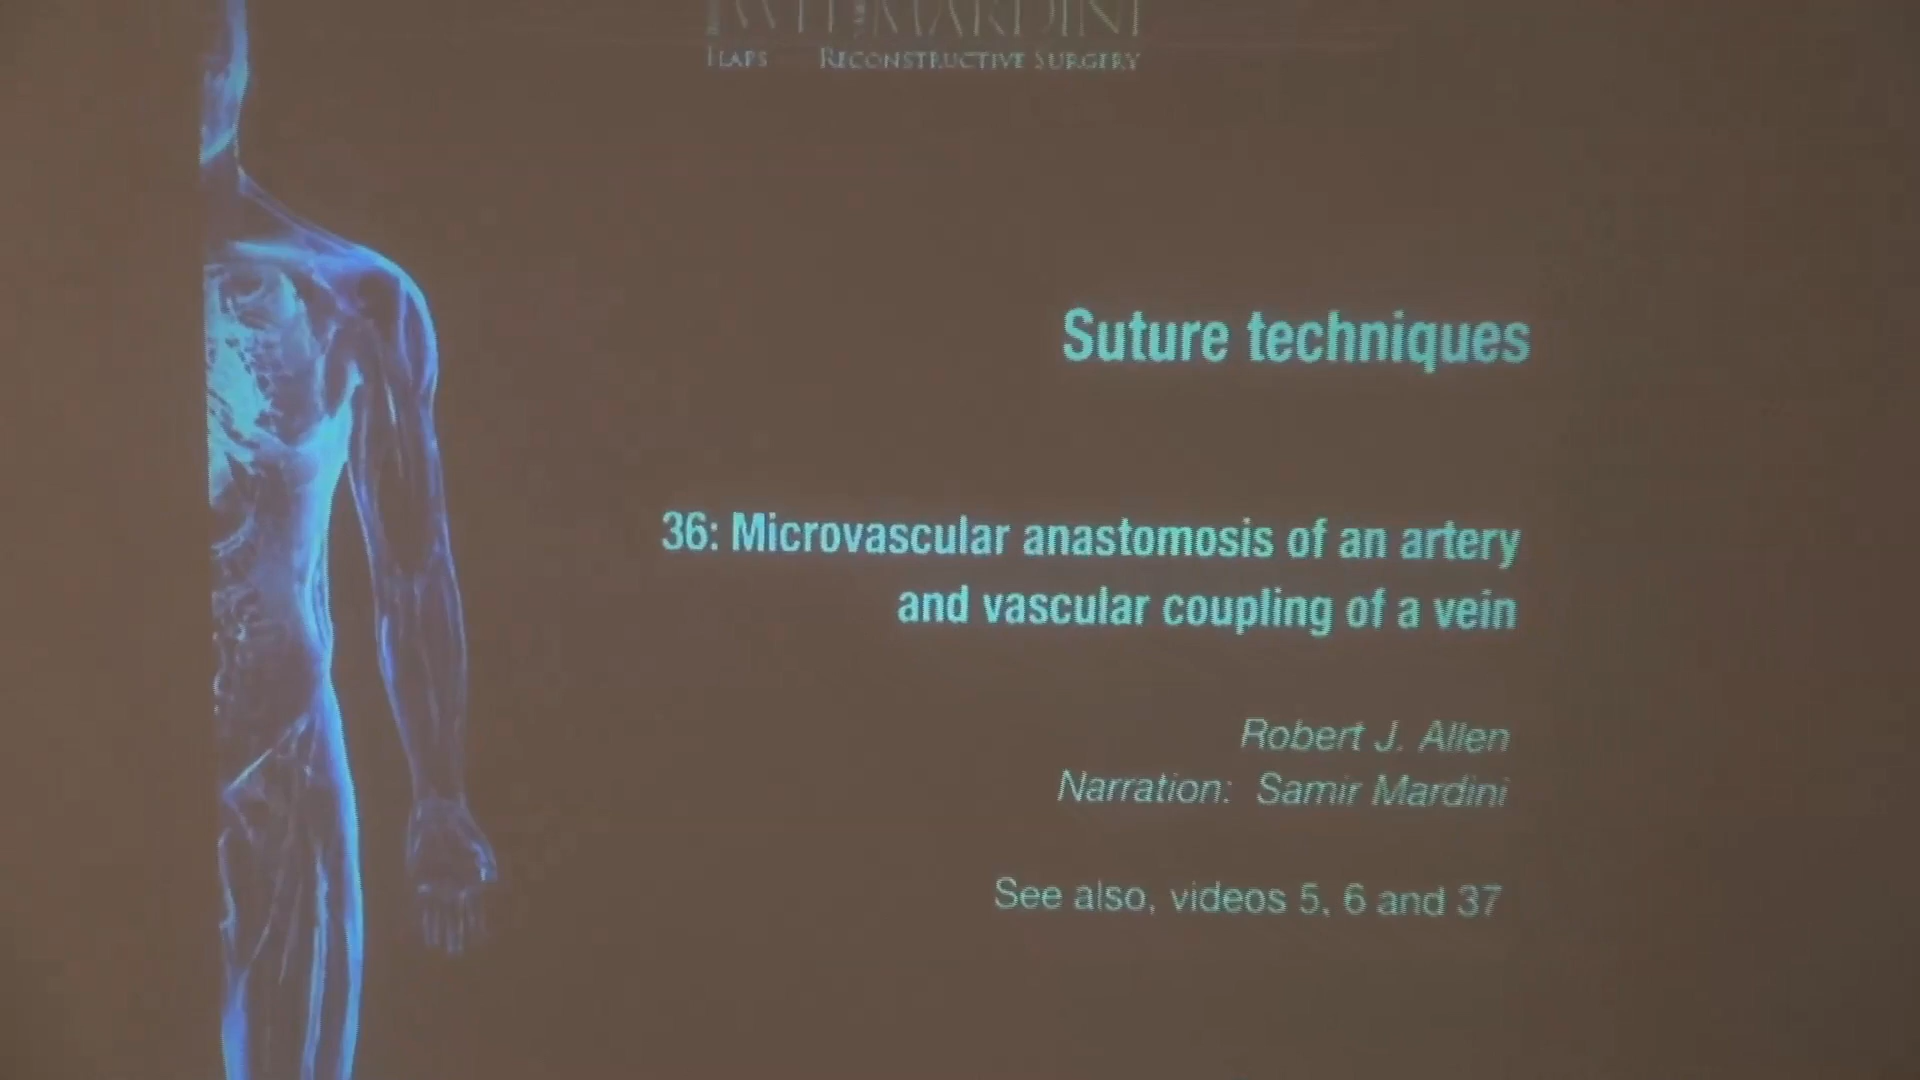 MARDINI
FLAPS RECONSTRUCTIVE SURGERY
Suture techniques
36: Microvascular anastomosis of an artery
and vascular coupling of a vein
Robert J. Allen
Narration: Samir Mardini
See also, videos 5, 6 and 37